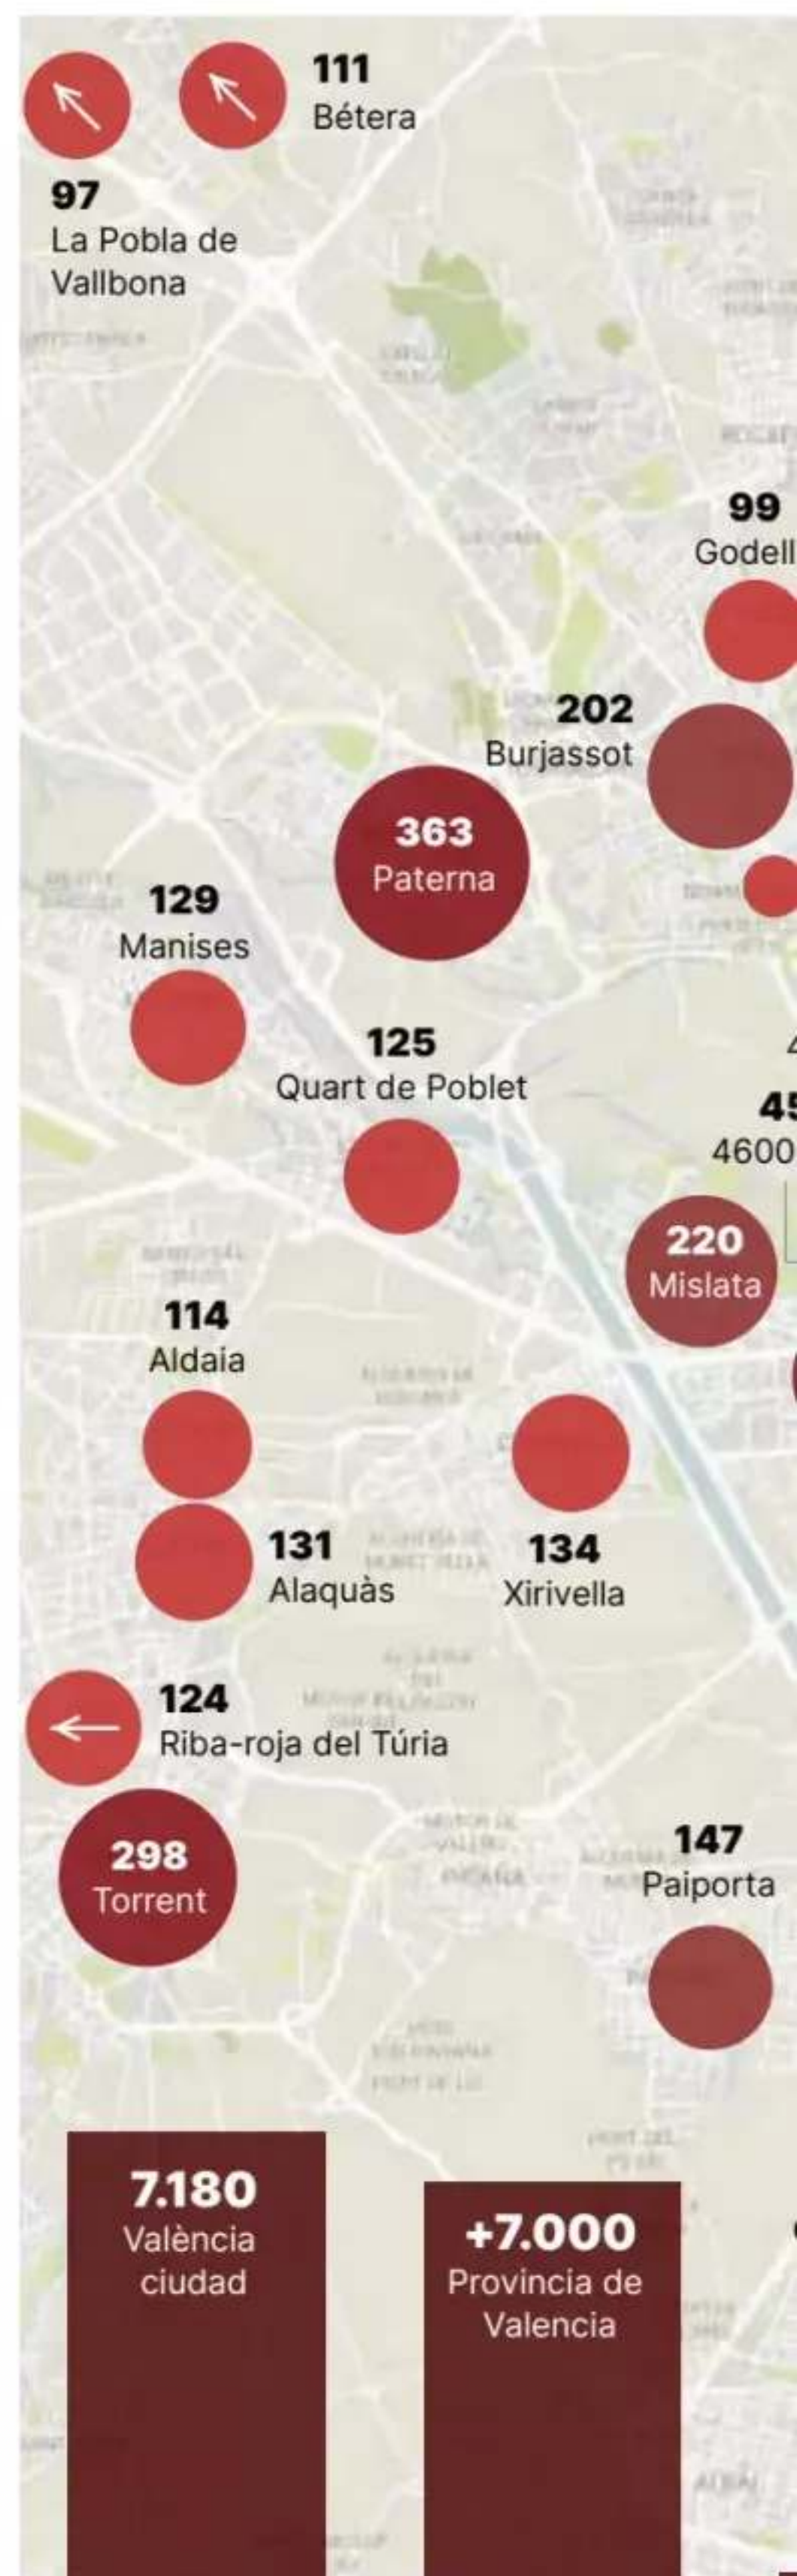 111
Bétera
97
La Pobla de
Vallbona
99
Godell
202
Burjassot
363
Paterna
129
Manises
125
Quart de Poblet
45
4600
220
Mislata
114
Aldaia
131
Alaquàs
134
Xirivella
124
Riba-roja del Túria
298
Torrent
147
Paiporta
7.180
València
ciudad
+7.000
Provincia de
Valencia